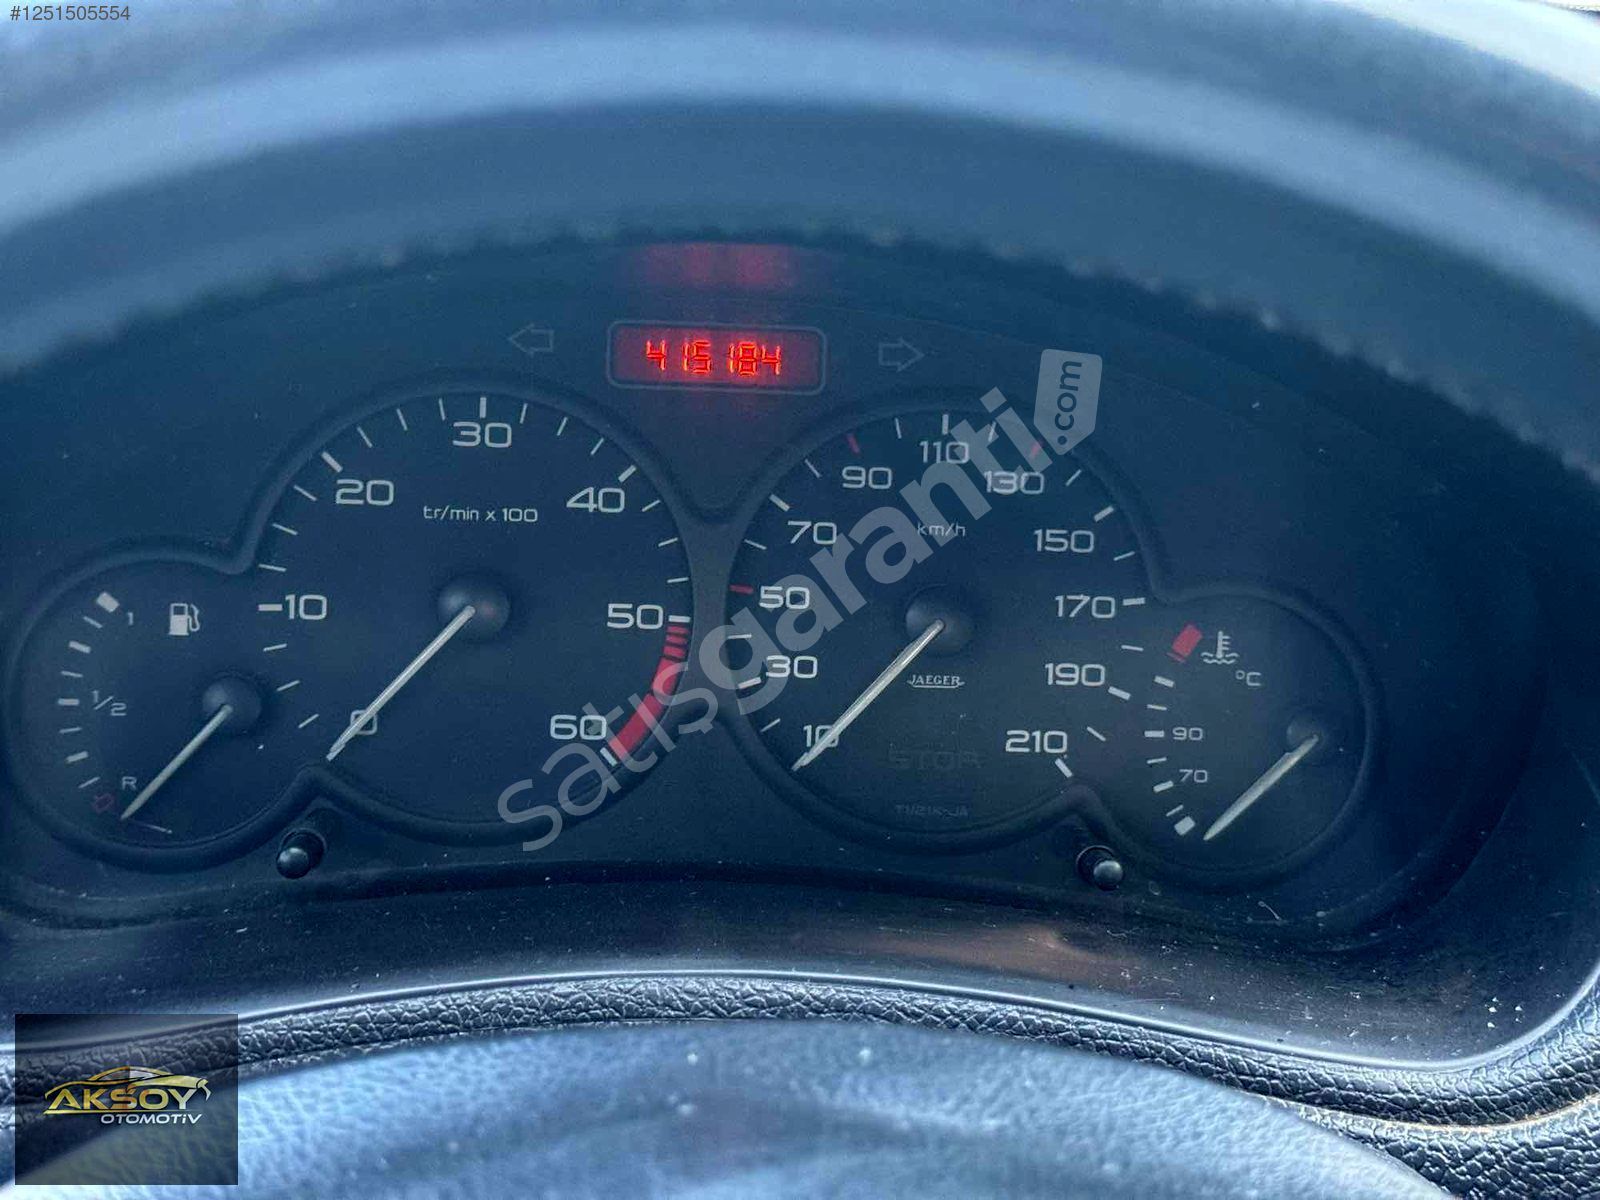 #1251505554
415184
30
20
40
tr/min x 100
10
50
0
60
1
1/2
R
110
90
130
70
km/h
150
50
170
30
JAEGER
190
10
210
STOP
°C
90
70
satışgaranti.com
AKSOY
OTOMOTİV